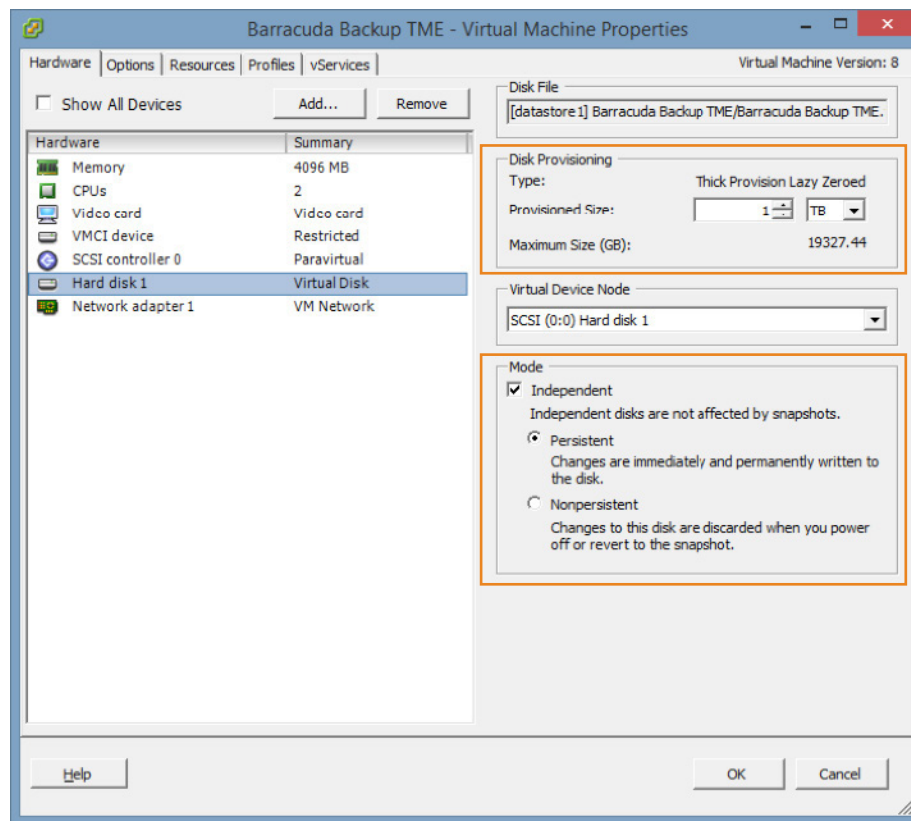 Barracuda Backup TME - Virtual Machine Properties
Hardware Options Resources Profiles vServices Virtual Machine Version: 8
Show All Devices Add... Remove
Hardware Summary
Memory 4096 MB
CPUs 2
Video card Video card
VMCI device Restricted
SCSI controller 0 Paravirtual
Hard disk 1 Virtual Disk
Network adapter 1 VM Network
Disk File
[datastore1] Barracuda Backup TME/Barracuda Backup TME.
Disk Provisioning
Type: Thick Provision Lazy Zeroed
Provisioned Size: 1 TB
Maximum Size (GB): 19327.44
Virtual Device Node
SCSI (0:0) Hard disk 1
Mode
Independent
Independent disks are not affected by snapshots.
Persistent
Changes are immediately and permanently written to
the disk.
Nonpersistent
Changes to this disk are discarded when you power
off or revert to the snapshot.
Help OK Cancel